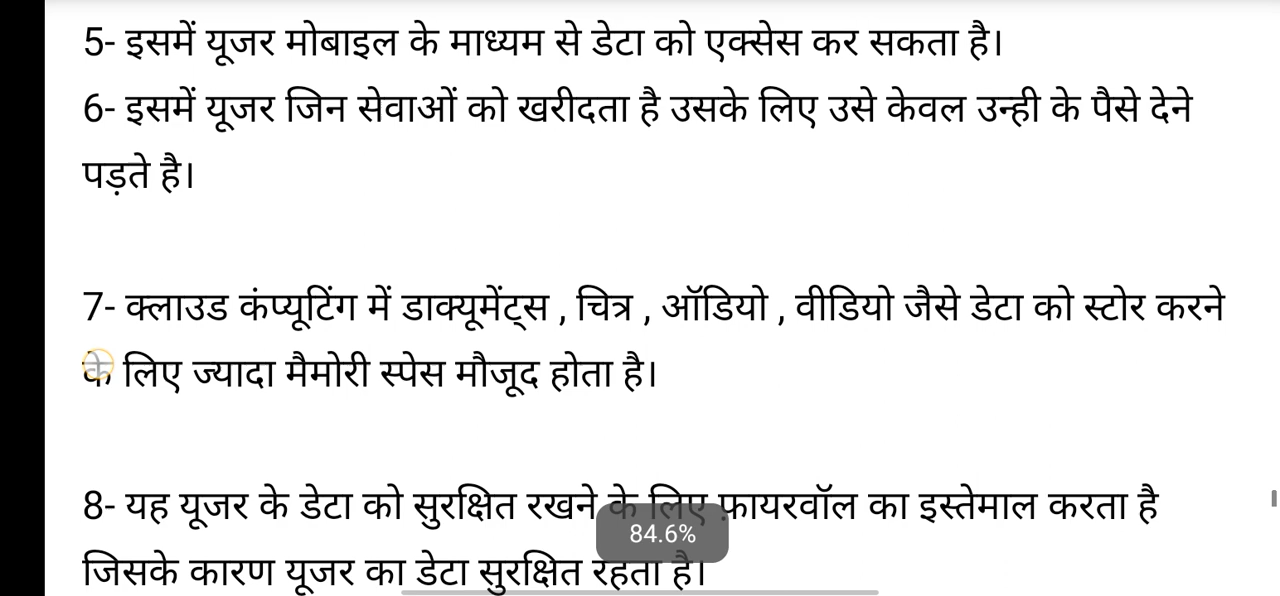 5- इसमें यूजर मोबाइल के माध्यम से डेटा को एक्सेस कर सकता है।
6- इसमें यूजर जिन सेवाओं को खरीदता है उसके लिए उसे केवल उन्ही के पैसे देने
पड़ते है।
7- क्लाउड कंप्यूटिंग में डाक्यूमेंट्स , चित्र , ऑडियो , वीडियो जैसे डेटा को स्टोर करने
के लिए ज्यादा मैमोरी स्पेस मौजूद होता है।
8- यह यूजर के डेटा को सुरक्षित रखने के लिए फ़ायरवॉल का इस्तेमाल करता है
84.6%
जिसके कारण यूजर का डेटा सुरक्षित रहता है।